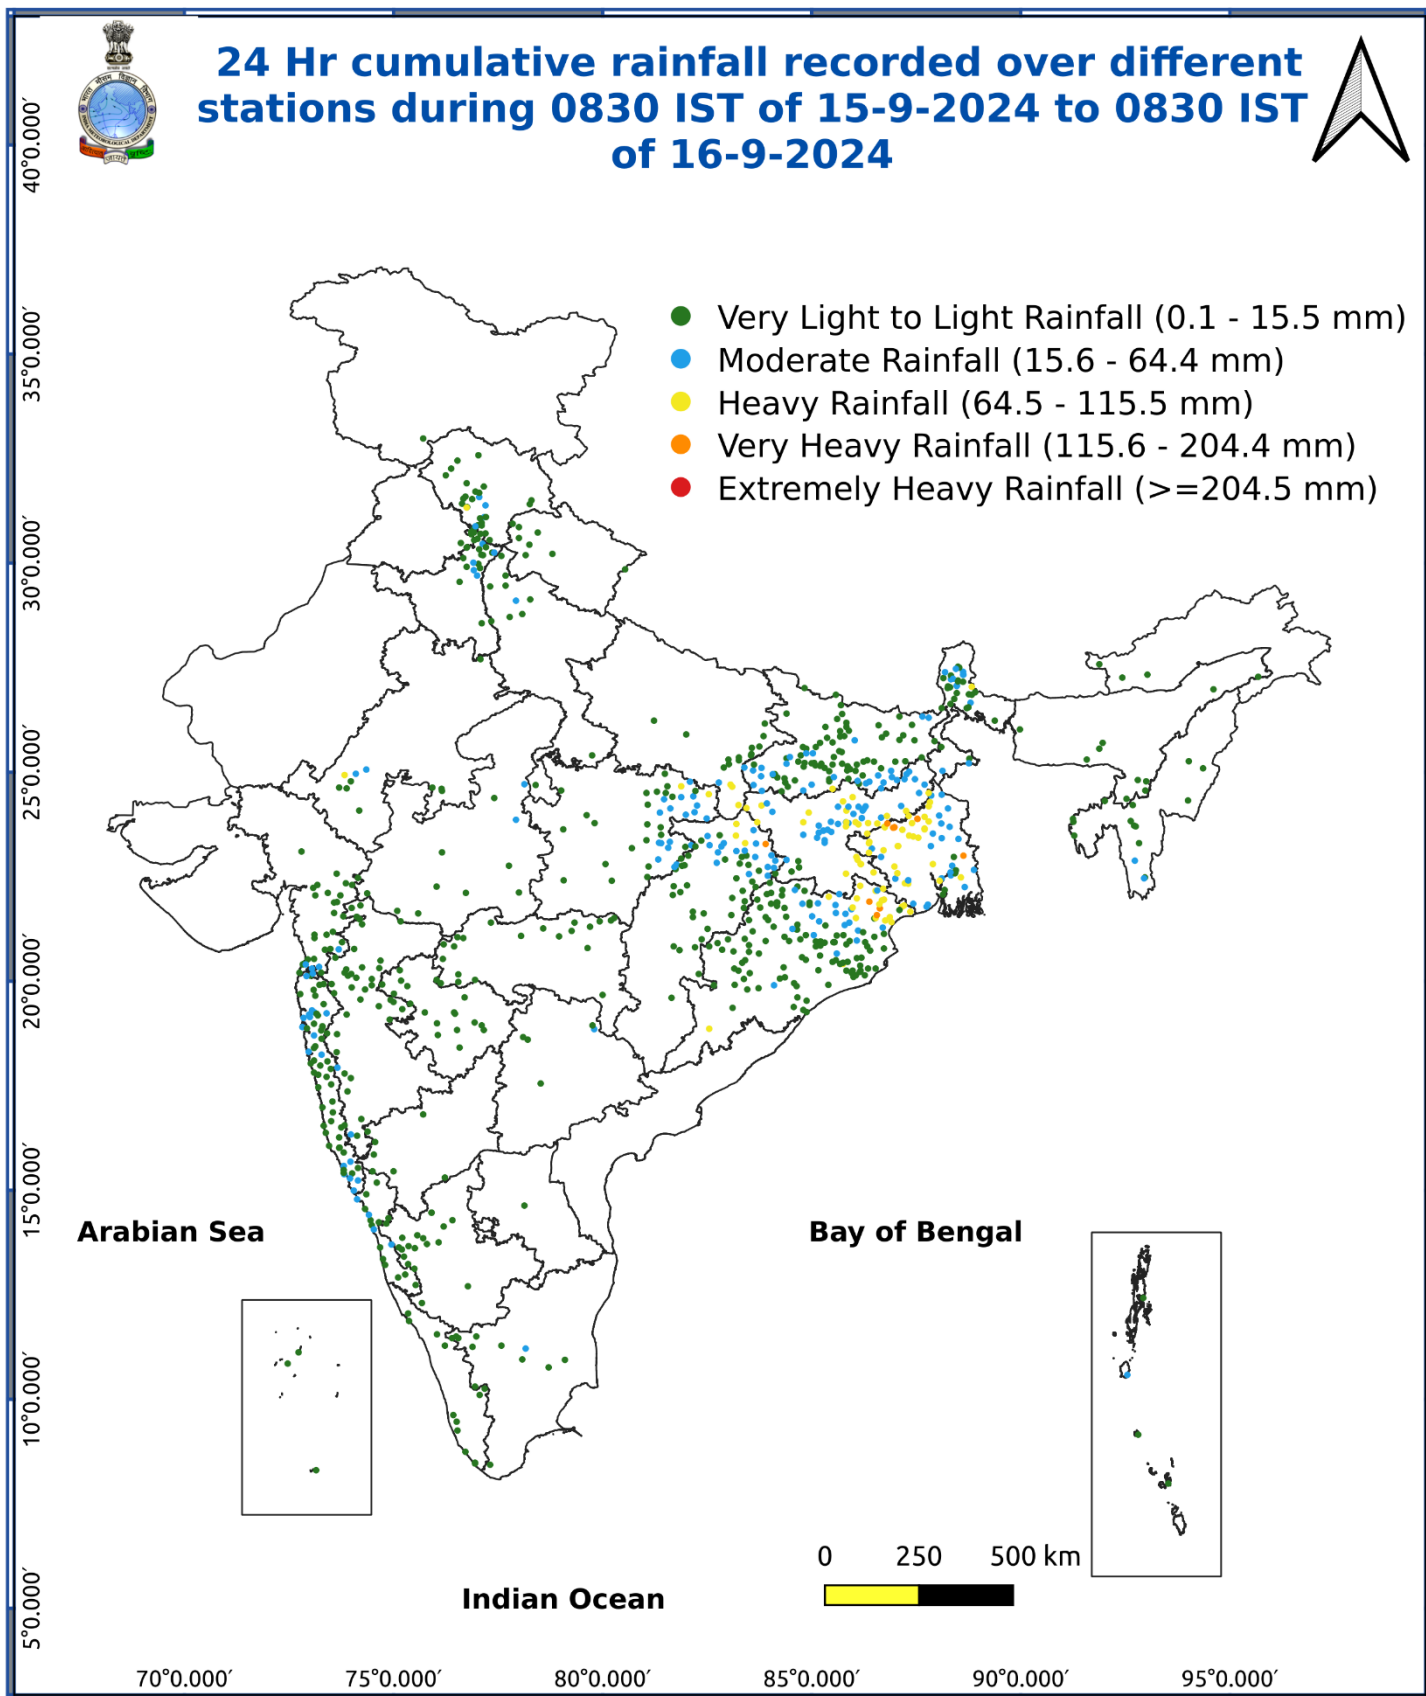 24 Hr cumulative rainfall recorded over different
stations during 0830 IST of 15-9-2024 to 0830 IST
of 16-9-2024
Very Light to Light Rainfall (0.1 - 15.5 mm)
Moderate Rainfall (15.6 - 64.4 mm)
Heavy Rainfall (64.5 - 115.5 mm)
Very Heavy Rainfall (115.6 - 204.4 mm)
Extremely Heavy Rainfall (>=204.5 mm)
40°0.000′
35°0.000′
30°0.000′
25°0.000′
20°0.000′
15°0.000′
10°0.000′
5°0.000′
Arabian Sea
Bay of Bengal
Indian Ocean
0 250 500 km
70°0.000′ 75°0.000′ 80°0.000′ 85°0.000′ 90°0.000′ 95°0.000′